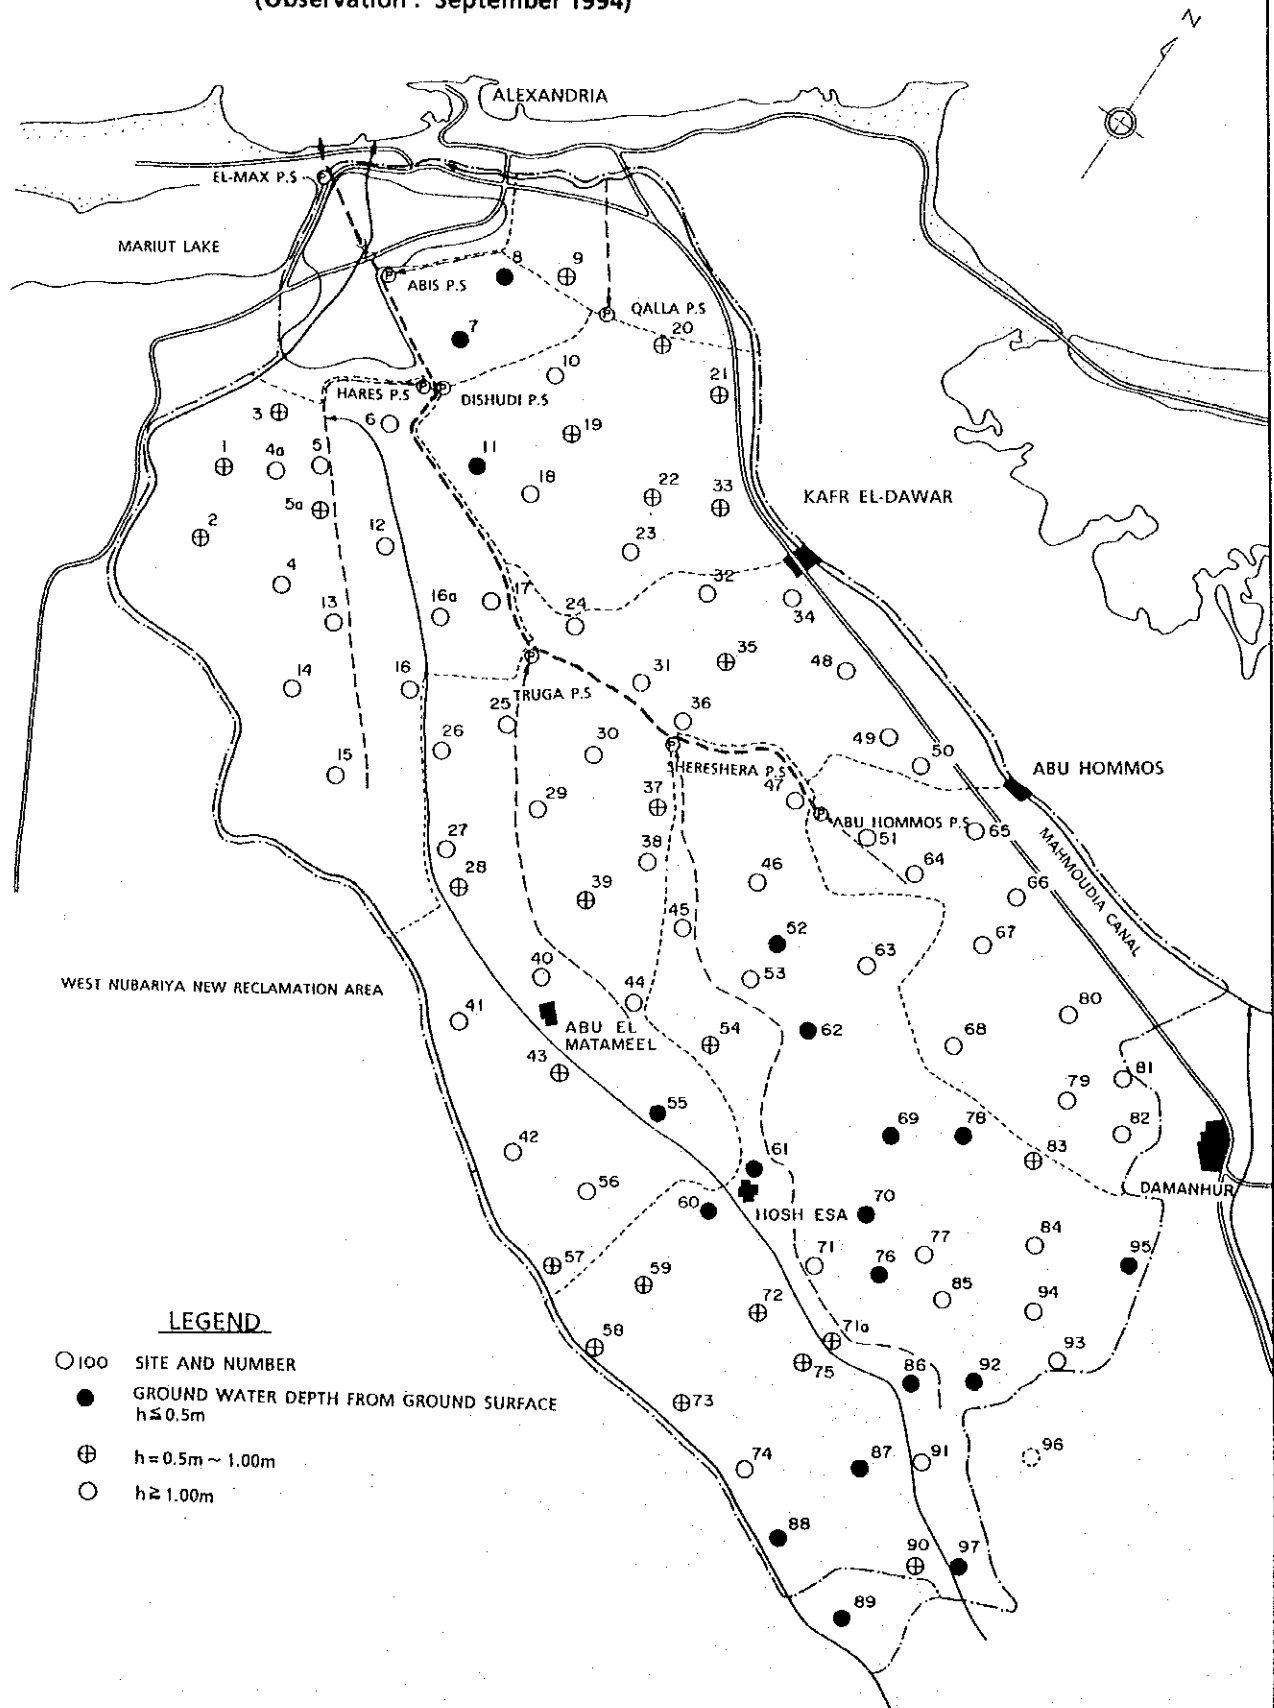 (Observation : September 1994)
N
ALEXANDRIA
EL-MAX P.S
P
MARIUT LAKE
P
ABIS P.S
8
9
P
QALLA P.S
7
20
10
21
HARES P.S
P
P
DISHUDI P.S
3
6
19
1
4a
5
11
18
22
33
KAFR EL-DAWAR
5a
2
12
23
4
32
34
13
16a
17
24
35
48
14
16
P
TRUGA P.S
31
36
25
26
30
P
SHERESHERA P.S
49
50
ABU HOMMOS
15
29
37
47
P
ABU HOMMOS P.S
51
65
MAHMOUDIA CANAL
27
38
46
64
66
28
39
45
52
67
63
WEST NUBARIYA NEW RECLAMATION AREA
40
44
53
80
41
ABU EL
MATAMEEL
54
62
68
43
81
79
55
69
78
82
42
61
83
56
DAMANHUR
60
HOSH ESA
70
84
57
59
71
76
77
95
85
94
72
58
71a
75
86
92
93
LEGEND
100 SITE AND NUMBER
GROUND WATER DEPTH FROM GROUND SURFACE
h≦0.5m
h=0.5m~1.00m
h≧1.00m
73
74
87
91
96
88
90
97
89